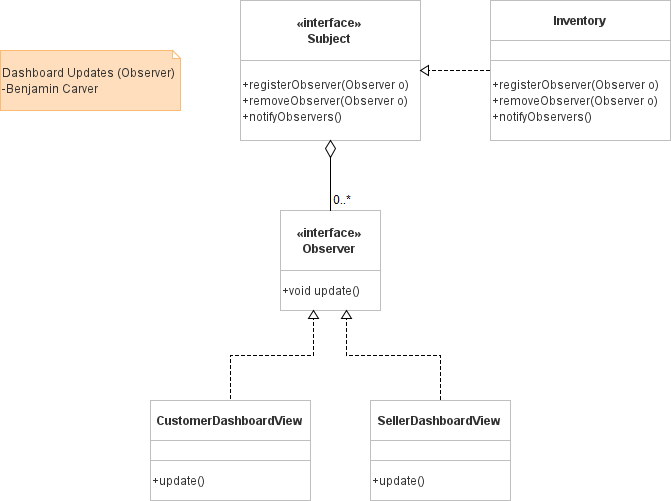 «interface»
Subject
+registerObserver(Observer o)
+removeObserver(Observer o)
+notifyObservers()
Inventory
+registerObserver(Observer o)
+removeObserver(Observer o)
+notifyObservers()
Dashboard Updates (Observer)
-Benjamin Carver
0..*
«interface»
Observer
+void update()
CustomerDashboardView
+update()
SellerDashboardView
+update()